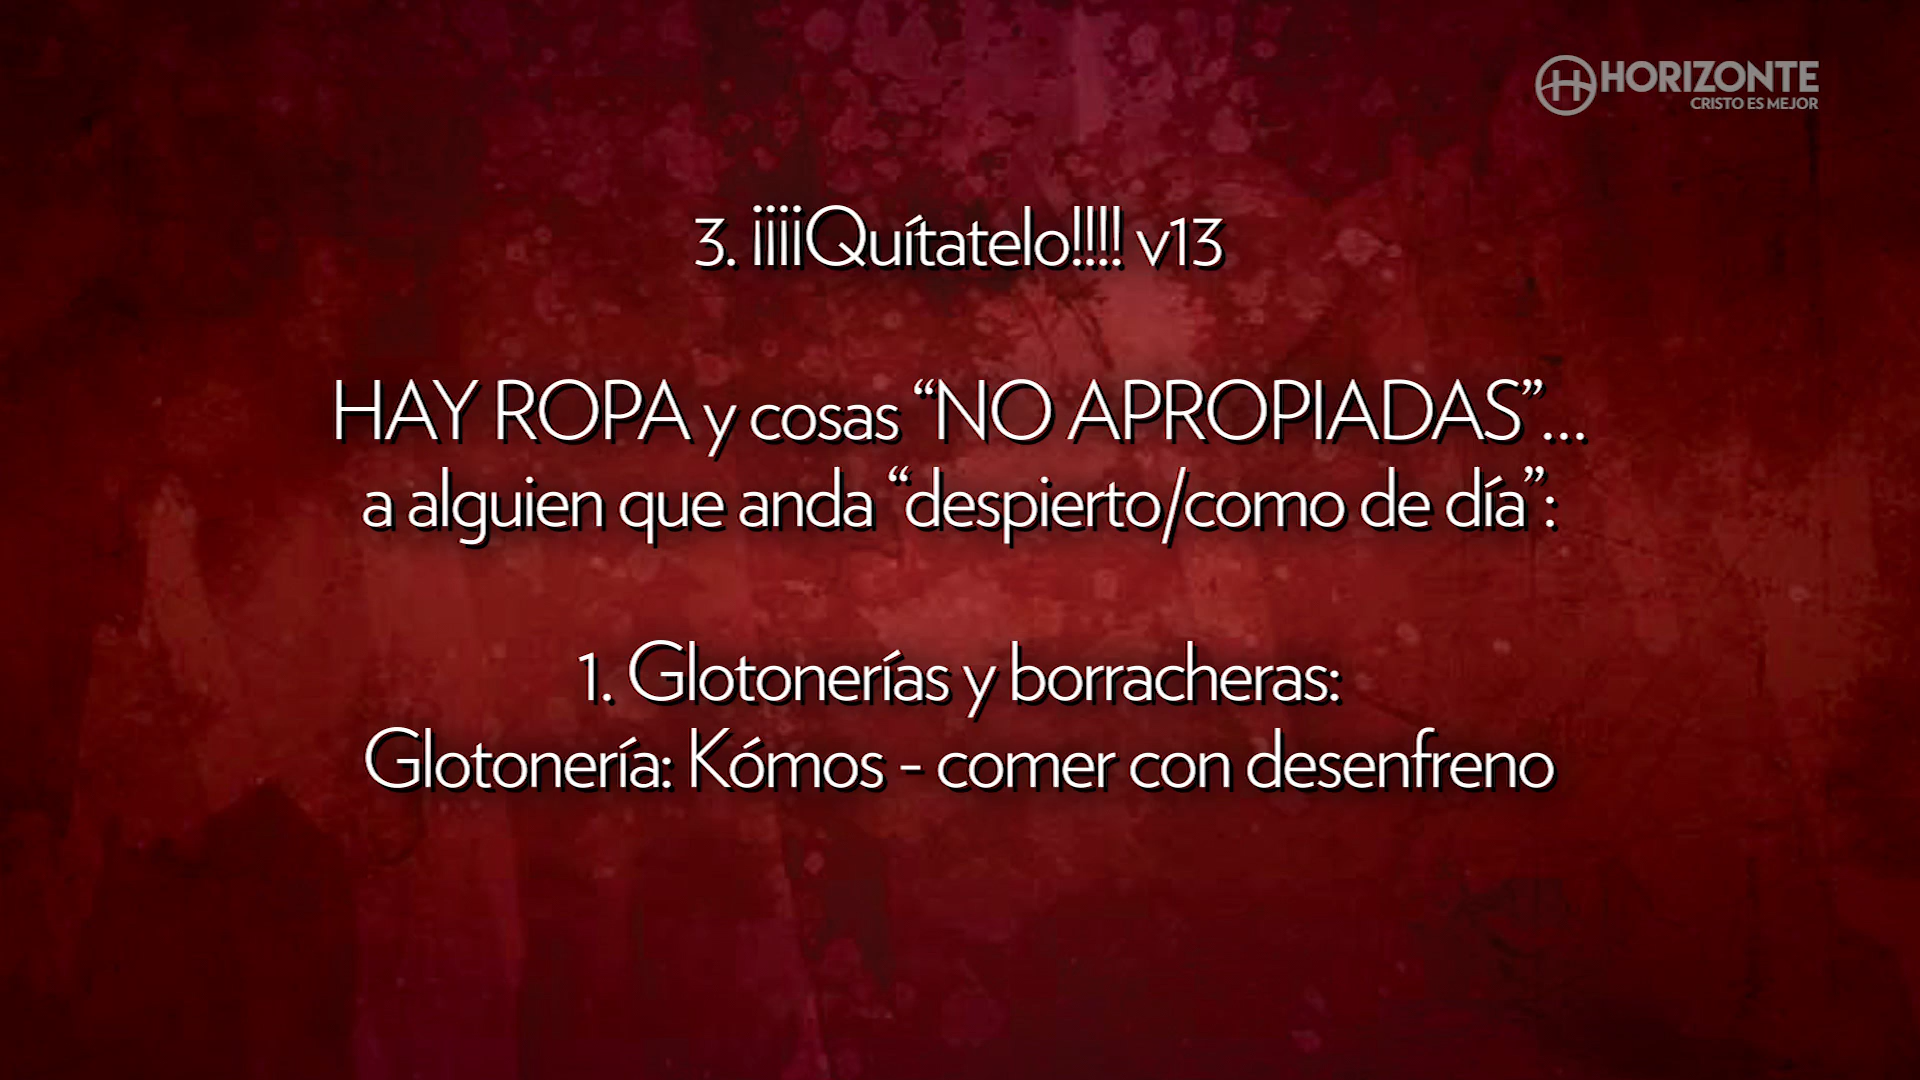 HORIZONTE
CRISTO ES MEJOR
3. ¡¡¡¡Quítatelo!!!! v13
HAY ROPA y cosas “NO APROPIADAS”...
a alguien que anda “despierto/como de día”:
1. Glotonerías y borracheras:
Glotonería: Kómos - comer con desenfreno